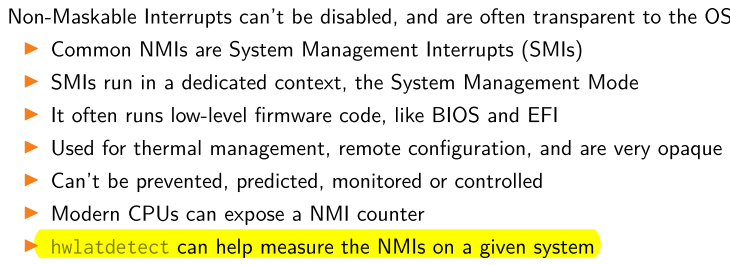 Non-Maskable Interrupts can't be disabled, and are often transparent to the OS
Common NMIs are System Management Interrupts (SMIs)
SMIs run in a dedicated context, the System Management Mode
It often runs low-level firmware code, like BIOS and EFI
Used for thermal management, remote configuration, and are very opaque
Can't be prevented, predicted, monitored or controlled
Modern CPUs can expose a NMI counter
hwlatdetect can help measure the NMIs on a given system